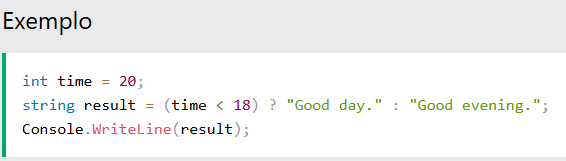 Exemplo
int time = 20;
string result = (time < 18) ? "Good day." : "Good evening.";
Console.WriteLine(result);